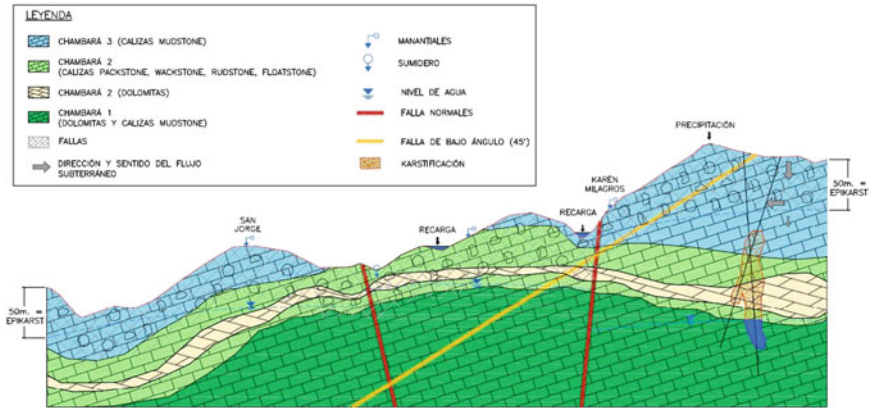 LEYENDA
CHAMBARÁ 3 (CALIZAS MUDSTONE)
CHAMBARÁ 2
(CALIZAS PACKSTONE, WACKSTONE, RUDSTONE, FLOATSTONE)
CHAMBARÁ 2 (DOLOMITAS)
CHAMBARÁ 1
(DOLOMITAS Y CALIZAS MUDSTONE)
FALLAS
DIRECCIÓN Y SENTIDO DEL FLUJO
SUBTERRÁNEO
MANANTIALES
SUMIDERO
NIVEL DE AGUA
FALLA NORMALES
FALLA DE BAJO ÁNGULO (45°)
KARSTIFICACIÓN
PRECIPITACIÓN
KAREN
MILAGROS
50m. =
EPIKARST
SAN
JORGE
RECARGA
RECARGA
50m. =
EPIKARST